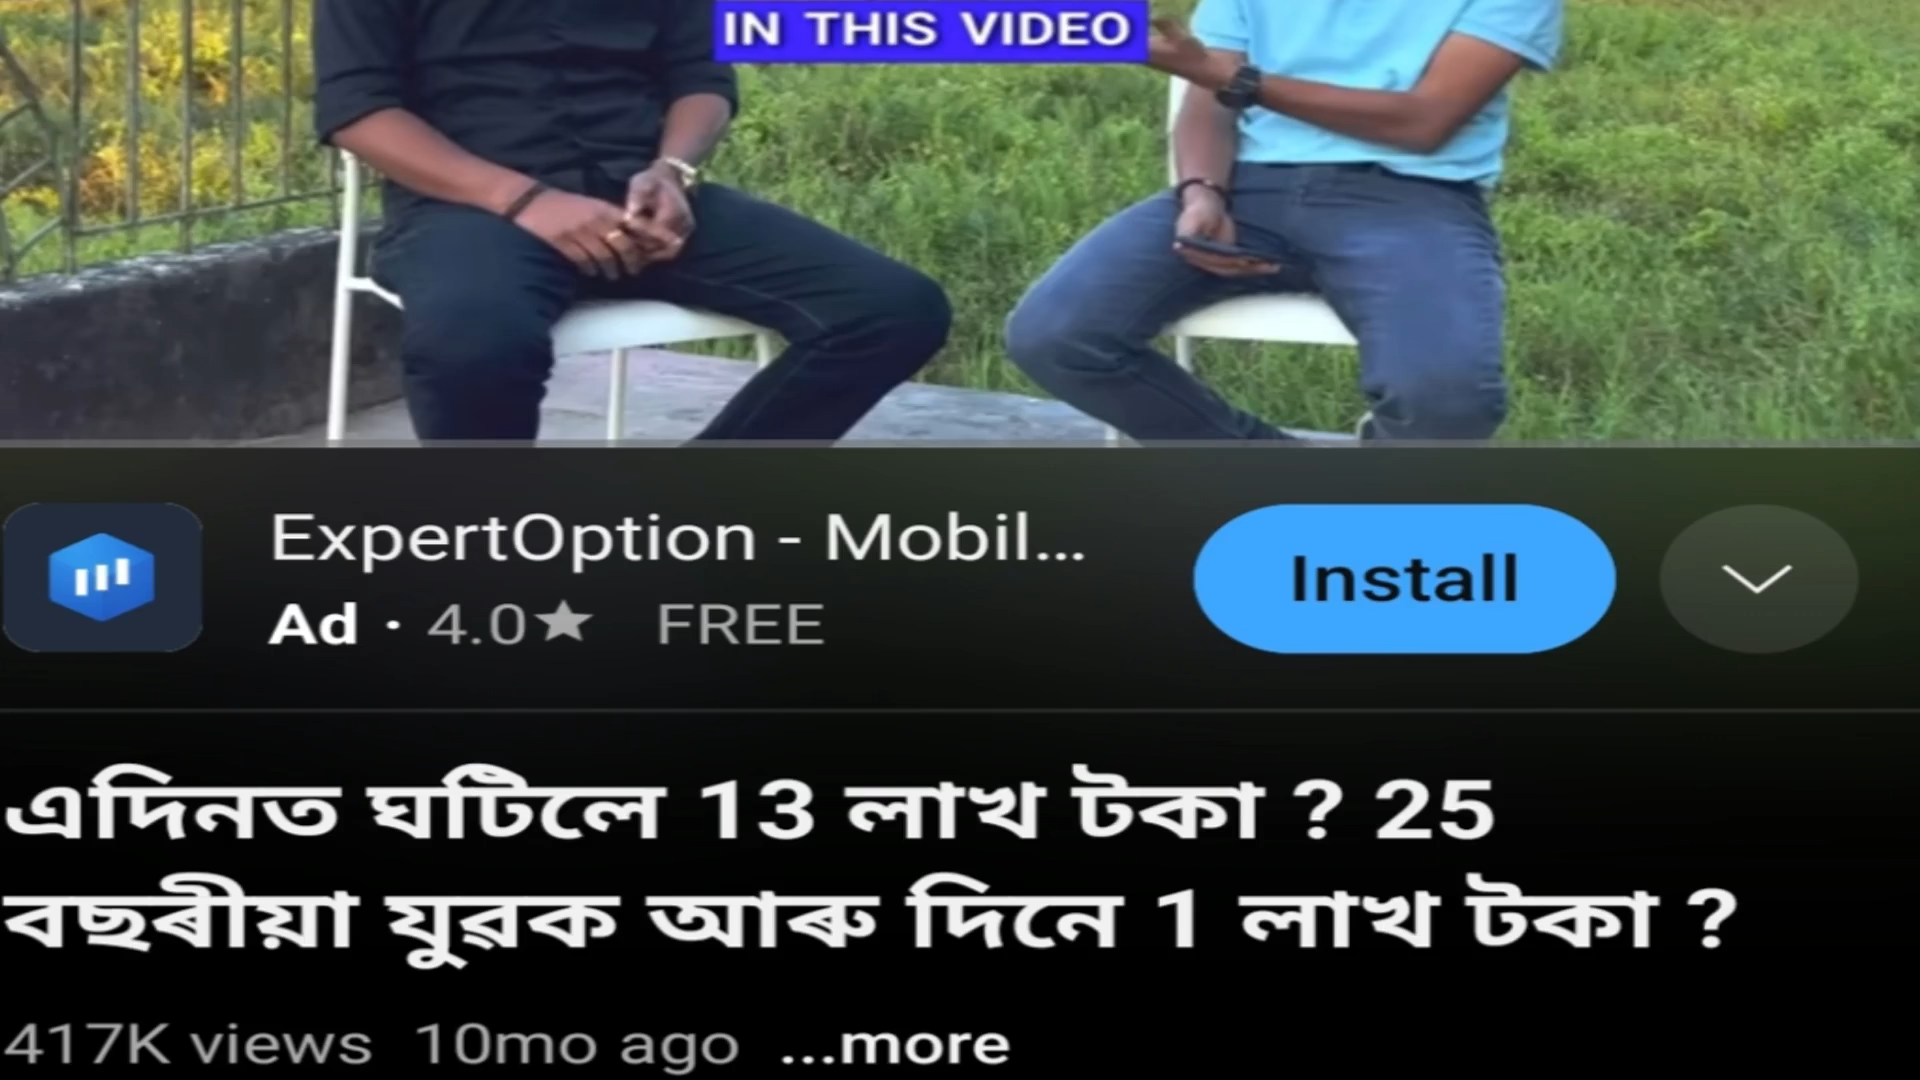 IN THIS VIDEO
ExpertOption - Mobil...
Install
Ad · 4.0★ FREE
এদিনত ঘটিলে 13 লাখ টকা ? 25
বছৰীয়া যুৱক আৰু দিনে 1 লাখ টকা ?
417K views 10mo ago ...more